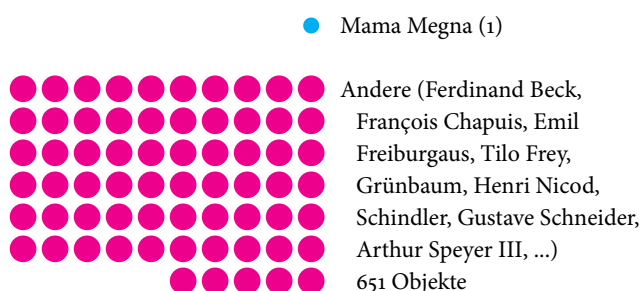 Mama Megna (1)
Andere (Ferdinand Beck,
François Chapuis, Emil
Freiburgaus, Tilo Frey,
Grünbaum, Henri Nicod,
Schindler, Gustave Schneider,
Arthur Speyer III, ...)
651 Objekte